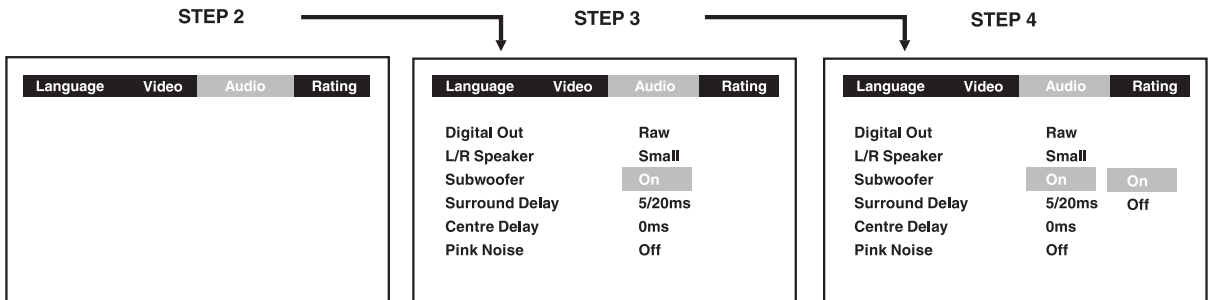 STEP 2
STEP 3
STEP 4
Language Video Audio Rating
Language Video Audio Rating
Digital Out Raw
L/R Speaker Small
Subwoofer On
Surround Delay 5/20ms
Centre Delay 0ms
Pink Noise Off
Language Video Audio Rating
Digital Out Raw
L/R Speaker Small
Subwoofer On On
Surround Delay 5/20ms Off
Centre Delay 0ms
Pink Noise Off